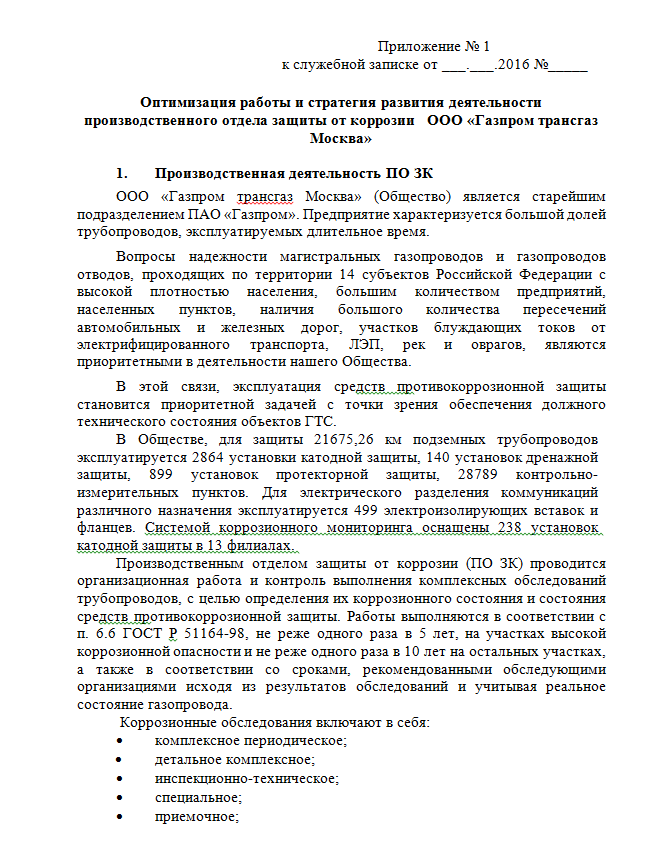 Приложение № 1
к служебной записке от ___.___.2016 №_____
Оптимизация работы и стратегия развития деятельности
производственного отдела защиты от коррозии ООО «Газпром трансгаз
Москва»
1. Производственная деятельность ПО ЗК
ООО «Газпром трансгаз Москва» (Общество) является старейшим
подразделением ПАО «Газпром». Предприятие характеризуется большой долей
трубопроводов, эксплуатируемых длительное время.
Вопросы надежности магистральных газопроводов и газопроводов
отводов, проходящих по территории 14 субъектов Российской Федерации с
высокой плотностью населения, большим количеством предприятий,
населенных пунктов, наличия большого количества пересечений
автомобильных и железных дорог, участков блуждающих токов от
электрифицированного транспорта, ЛЭП, рек и оврагов, являются
приоритетными в деятельности нашего Общества.
В этой связи, эксплуатация средств противокоррозионной защиты
становится приоритетной задачей с точки зрения обеспечения должного
технического состояния объектов ГТС.
В Обществе, для защиты 21675,26 км подземных трубопроводов
эксплуатируется 2864 установки катодной защиты, 140 установок дренажной
защиты, 899 установок протекторной защиты, 28789 контрольно-
измерительных пунктов. Для электрического разделения коммуникаций
различного назначения эксплуатируется 499 электроизолирующих вставок и
фланцев. Системой коррозионного мониторинга оснащены 238 установок
катодной защиты в 13 филиалах.
Производственным отделом защиты от коррозии (ПО ЗК) проводится
организационная работа и контроль выполнения комплексных обследований
трубопроводов, с целью определения их коррозионного состояния и состояния
средств противокоррозионной защиты. Работы выполняются в соответствии с
п. 6.6 ГОСТ Р 51164-98, не реже одного раза в 5 лет, на участках высокой
коррозионной опасности и не реже одного раза в 10 лет на остальных участках,
а также в соответствии со сроками, рекомендованными обследующими
организациями исходя из результатов обследований и учитывая реальное
состояние газопровода.
Коррозионные обследования включают в себя:
• комплексное периодическое;
• детальное комплексное;
• инспекционно-техническое;
• специальное;
• приемочное;